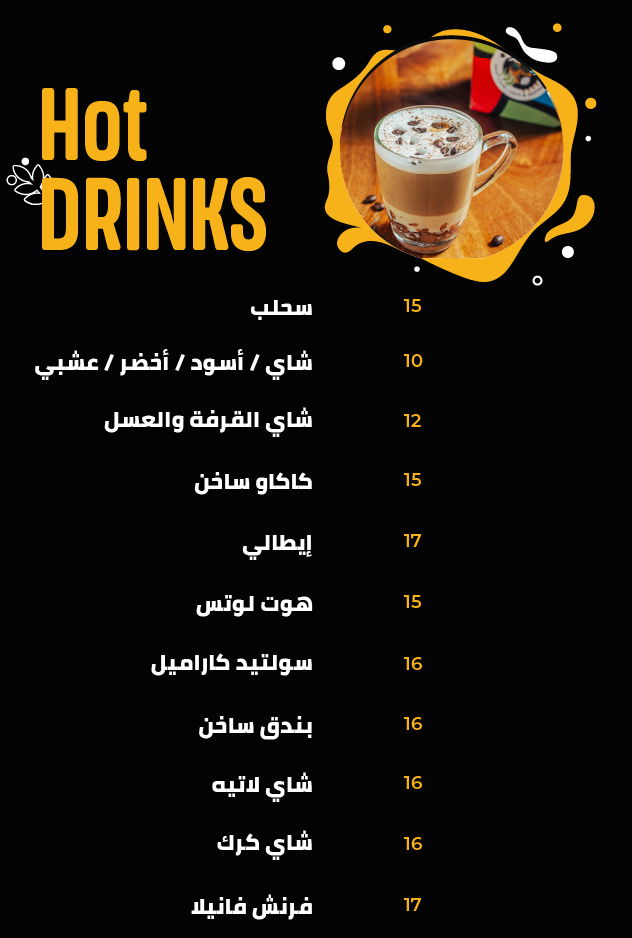 Hot
DRINKS
سحلب 15
شاي / أسود / أخضر / عشبي 10
شاي القرفة والعسل 12
كاكاو ساخن 15
إيطالي 17
هوت لوتس 15
سولتيد كاراميل 16
بندق ساخن 16
شاي لاتيه 16
شاي كرك 16
فرنش فانيلا 17